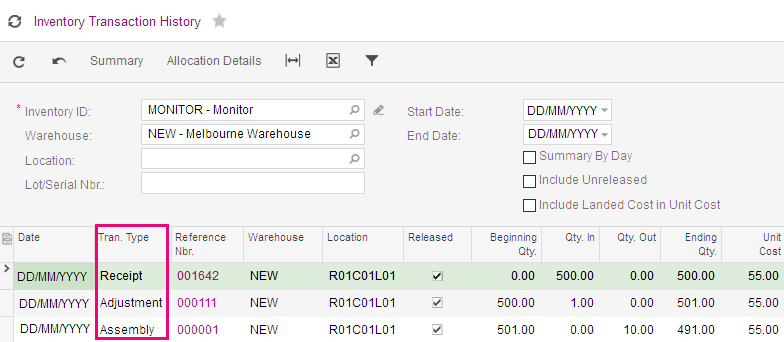 Inventory Transaction History
Summary Allocation Details
* Inventory ID: MONITOR - Monitor Start Date: DD/MM/YYYY
Warehouse: NEW - Melbourne Warehouse End Date: DD/MM/YYYY
Location: Summary By Day
Lot/Serial Nbr.: Include Unreleased
Include Landed Cost in Unit Cost
Date Tran. Type Reference Nbr. Warehouse Location Released Beginning Qty. Qty. In Qty. Out Ending Qty. Unit Cost
DD/MM/YYYY Receipt 001642 NEW R01C01L01 0.00 500.00 0.00 500.00 55.00
DD/MM/YYYY Adjustment 000111 NEW R01C01L01 500.00 1.00 0.00 501.00 55.00
DD/MM/YYYY Assembly 000001 NEW R01C01L01 501.00 0.00 10.00 491.00 55.00